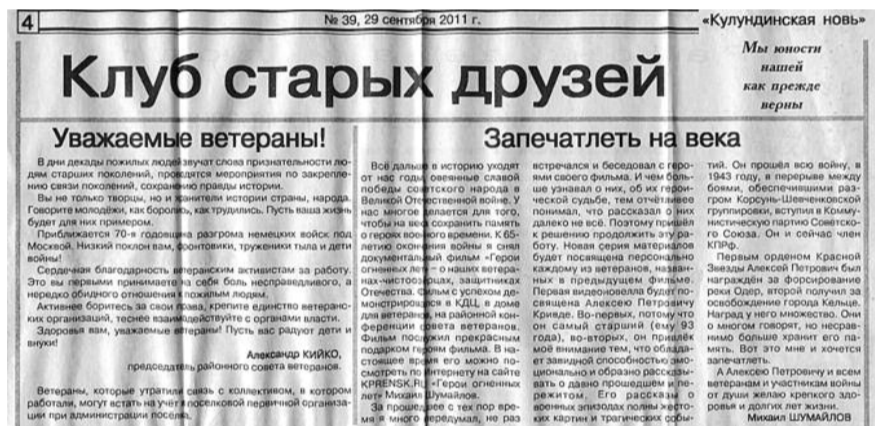 4
№ 39, 29 сентября 2011 г.
«Кулундинская новь»
Клуб старых друзей
Мы юности
нашей
как прежде
верны
Уважаемые ветераны!
В дни декады пожилых людей звучат слова признательности лю-
дям старших поколений, проводятся мероприятия по закрепле-
нию связи поколений, сохранению правды истории.
Вы не только творцы, но и хранители истории страны, народа.
Говорите молодёжи, как боролись, как трудились. Пусть ваша жизнь
будет для них примером.
Приближается 70-я годовщина разгрома немецких войск под
Москвой. Низкий поклон вам, фронтовики, труженики тыла и дети
войны!
Сердечная благодарность ветеранским активистам за работу.
Это вы первыми принимаете на себя боль несправедливого, а
нередко обидного отношения к пожилым людям.
Активнее боритесь за свои права, крепите единство ветеранс-
ких организаций, теснее взаимодействуйте с органами власти.
Здоровья вам, уважаемые ветераны! Пусть вас радуют дети и
внуки!
Александр КИЙКО,
председатель районного совета ветеранов.
Ветераны, которые утратили связь с коллективом, в котором
работали, могут встать на учёт в поселковой первичной организа-
ции при администрации поселка.
Запечатлеть на века
Всё дальше в историю уходят
от нас годы, овеянные славой
победы советского народа в
Великой Отечественной войне. У
нас многое делается для того,
чтобы на века сохранить память
о героях военного времени. К 65-
летию окончания войны я снял
документальный фильм «Герои
огненных лет» – о наших ветера-
нах-чистоозерцах, защитниках
Отечества. Фильм с успехом де-
монстрировался в КДЦ, в доме
для ветеранов, на районной кон-
ференции совета ветеранов.
Фильм послужил прекрасным
подарком героям фильма. В на-
стоящее время его можно по-
смотреть по интернету на сайте
KPRENSK.RU «Герои огненных
лет» Михаил Шумайлов.
За прошедшее с тех пор вре-
мя я много передумал, не раз
встречался и беседовал с геро-
ями своего фильма. И чем боль-
ше узнавал о них, об их герои-
ческой судьбе, тем отчётливее
понимал, что рассказал о них
далеко не всё. Поэтому пришёл
к решению продолжить эту ра-
боту. Новая серия материалов
будет посвящена персонально
каждому из ветеранов, назван-
ных в предыдущем фильме.
Первая видеоновелла будет по-
священа Алексею Петровичу
Кривде. Во-первых, потому что
он самый старший (ему 93
года), во-вторых, он привлёк
моё внимание тем, что облада-
ет завидной способностью эмо-
ционально и образно рассказы-
вать о давно прошедшем и пе-
режитом. Его рассказы о
военных эпизодах полны жесто-
ких картин и трагических собы-
тий. Он прошёл всю войну, в
1943 году, в перерыве между
боями, обеспечившими раз-
гром Корсунь-Шевченковской
группировки, вступил в Комму-
нистическую партию Советско-
го Союза. Он и сейчас член
КПРФ.
Первым орденом Красной
Звезды Алексей Петрович был
награждён за форсирование
реки Одер, второй получил за
освобождение города Кельце.
Наград у него множество. Они
о многом говорят, но несрав-
нимо больше хранит его па-
мять. Вот это мне и хочется
запечатлеть.
А Алексею Петровичу и всем
ветеранам и участникам войны
от души желаю крепкого здо-
ровья и долгих лет жизни.
Михаил ШУМАЙЛОВ